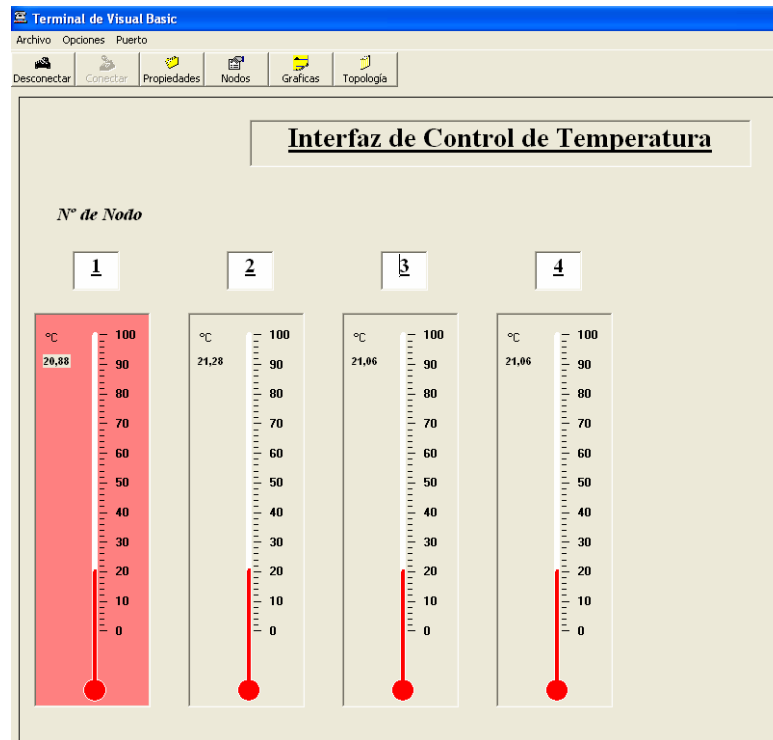 Terminal de Visual Basic
Archivo Opciones Puerto
Desconectar Conectar Propiedades Nodos Graficas Topología
Interfaz de Control de Temperatura
Nº de Nodo
1 2 3 4
ºC 100 ºC 100 ºC 100 ºC 100
20,88 90 21,28 90 21,06 90 21,06 90
80 80 80 80
70 70 70 70
60 60 60 60
50 50 50 50
40 40 40 40
30 30 30 30
20 20 20 20
10 10 10 10
0 0 0 0